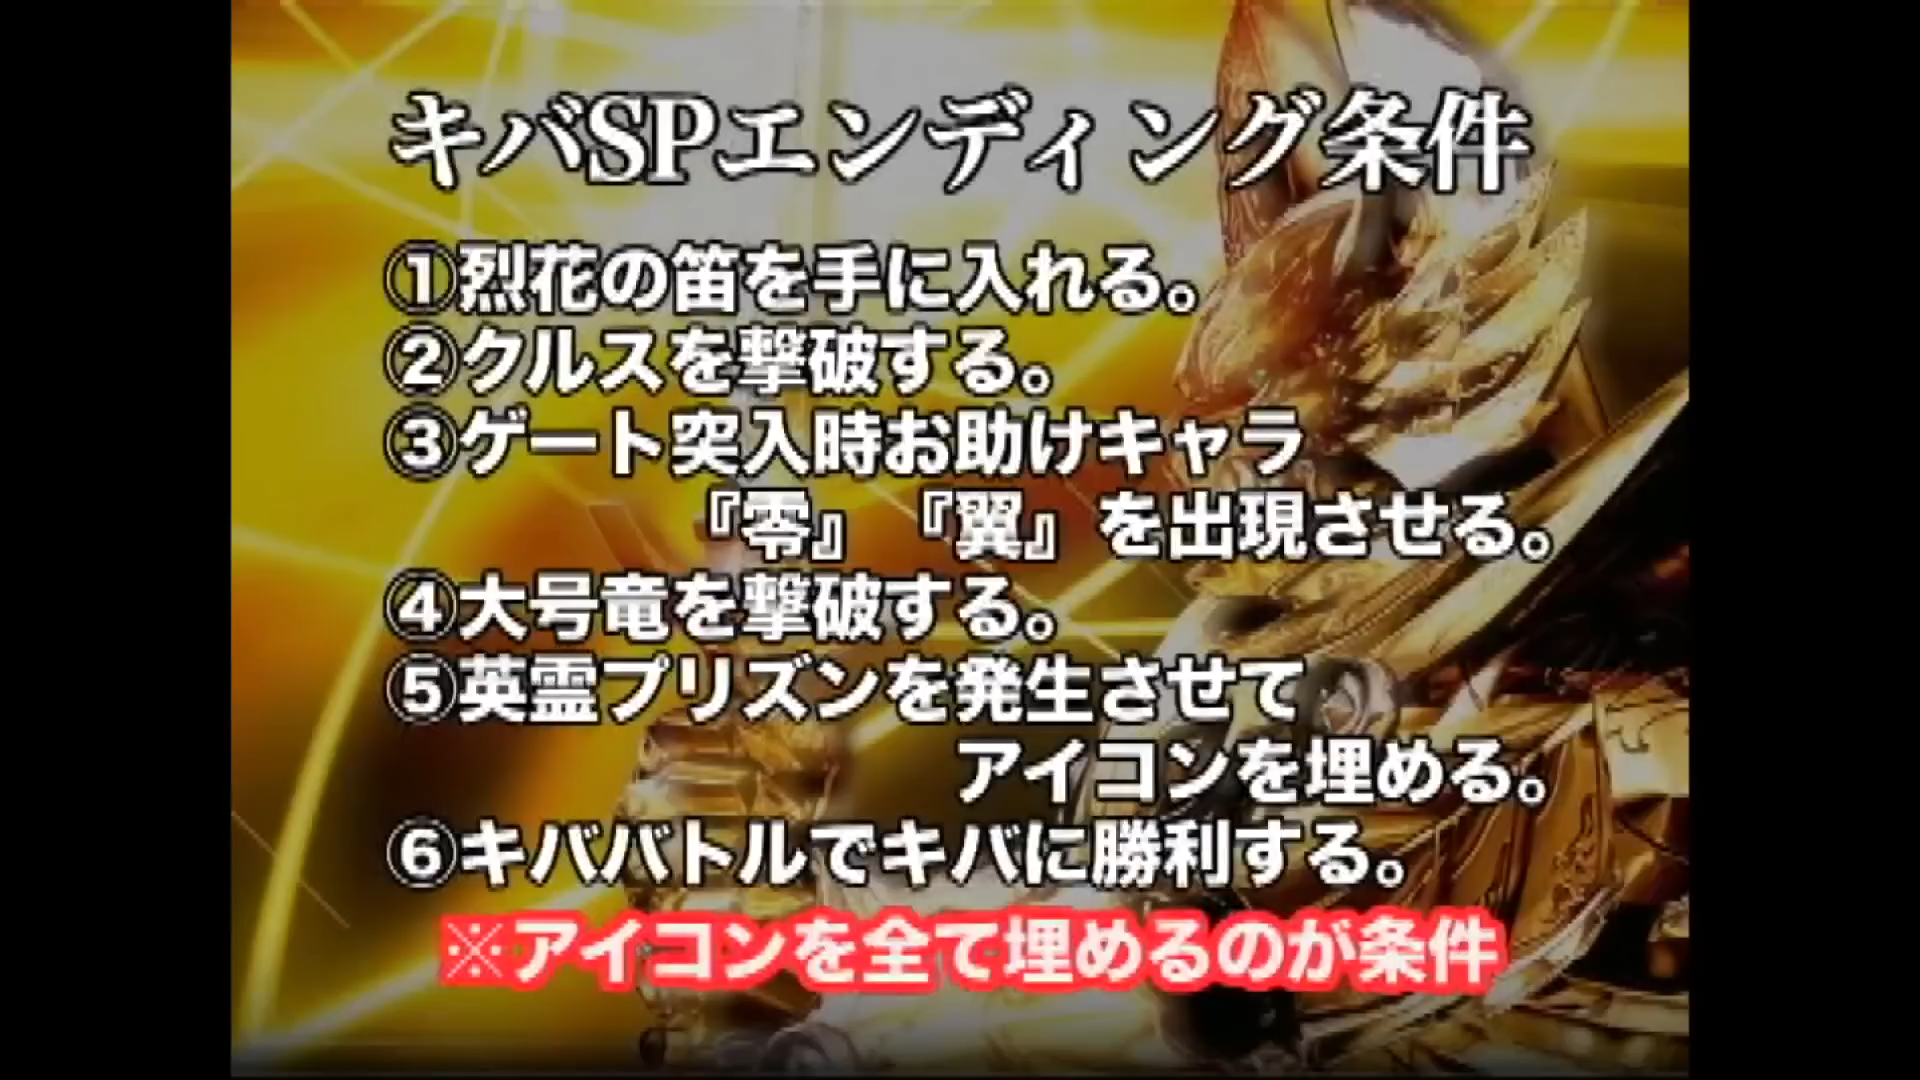 キバSPエンディング条件
①烈花の笛を手に入れる。
②クルスを撃破する。
③ゲート突入時お助けキャラ
『零』『翼』を出現させる。
④大号竜を撃破する。
⑤英霊プリズンを発生させて
アイコンを埋める。
⑥キババトルでキバに勝利する。
※アイコンを全て埋めるのが条件